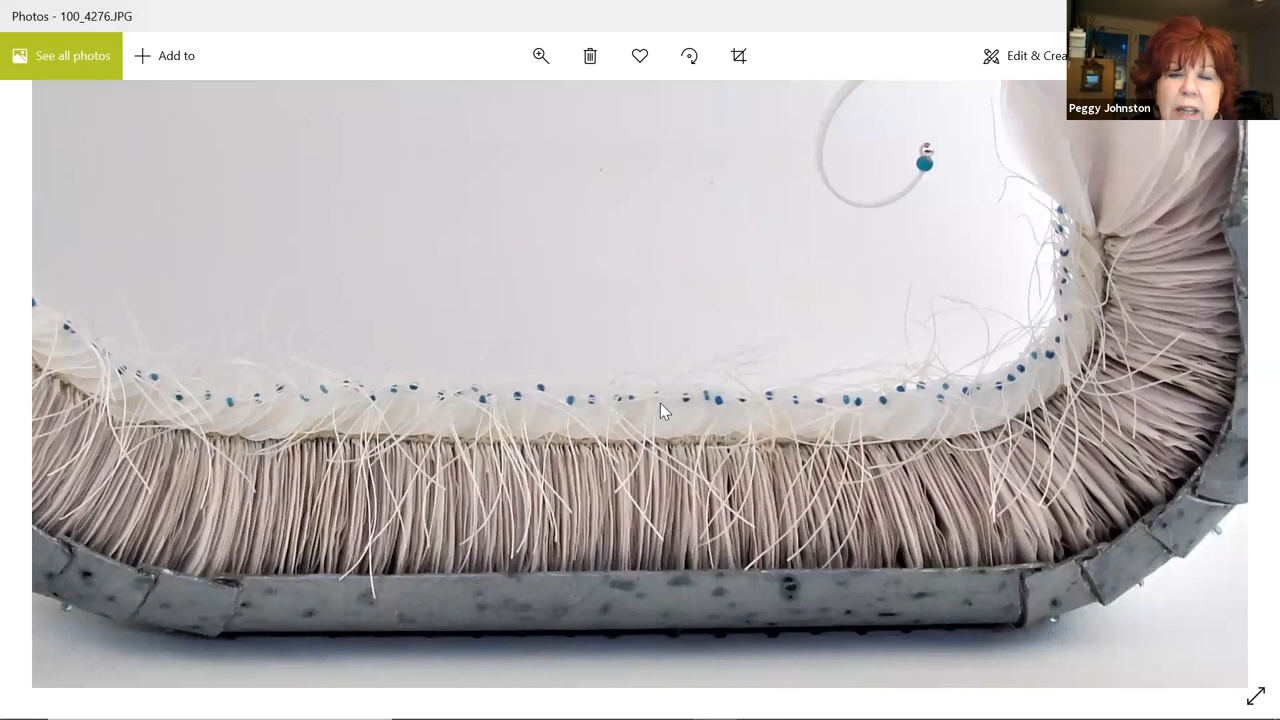 Photos - 100_4276.JPG
See all photos
Add to
Edit & Crea
Peggy Johnston